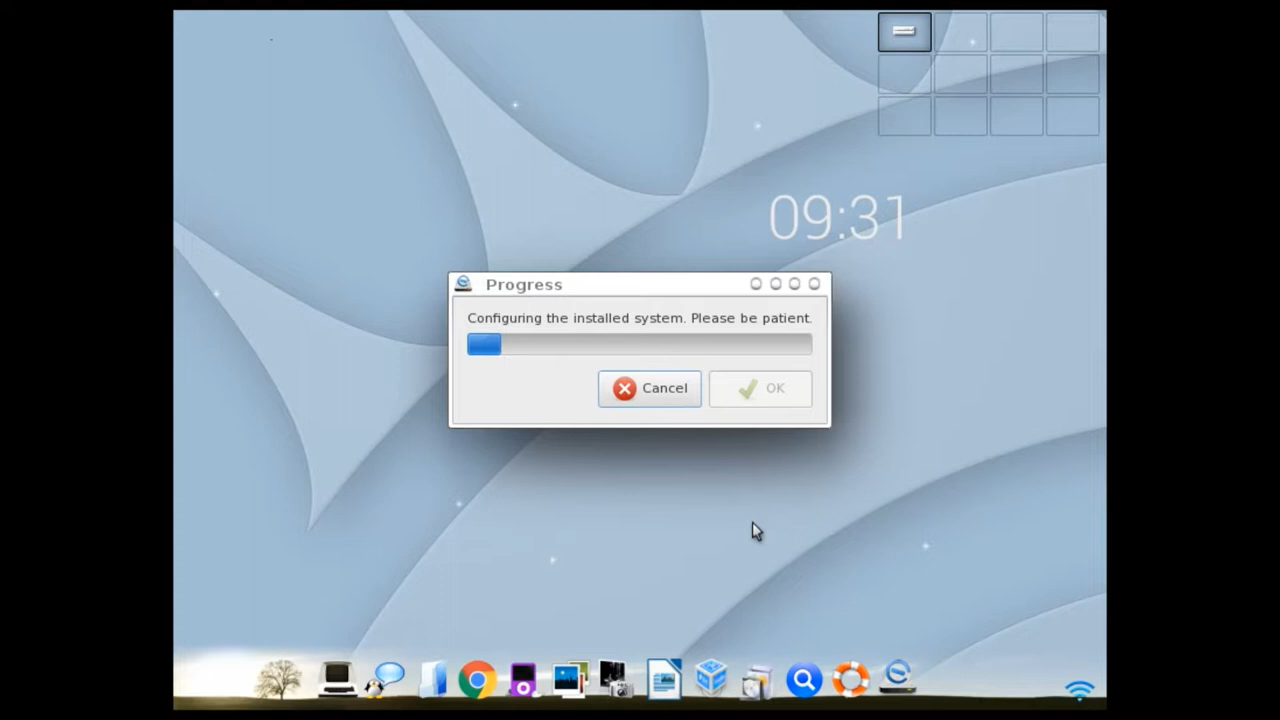 09:31
Progress
Configuring the installed system. Please be patient.
Cancel
OK